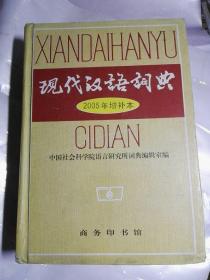 XIANDAIHANYU
现代汉语词典
2005年增补本
CIDIAN
中国社会科学院语言研究所词典编辑室编
商务印书馆